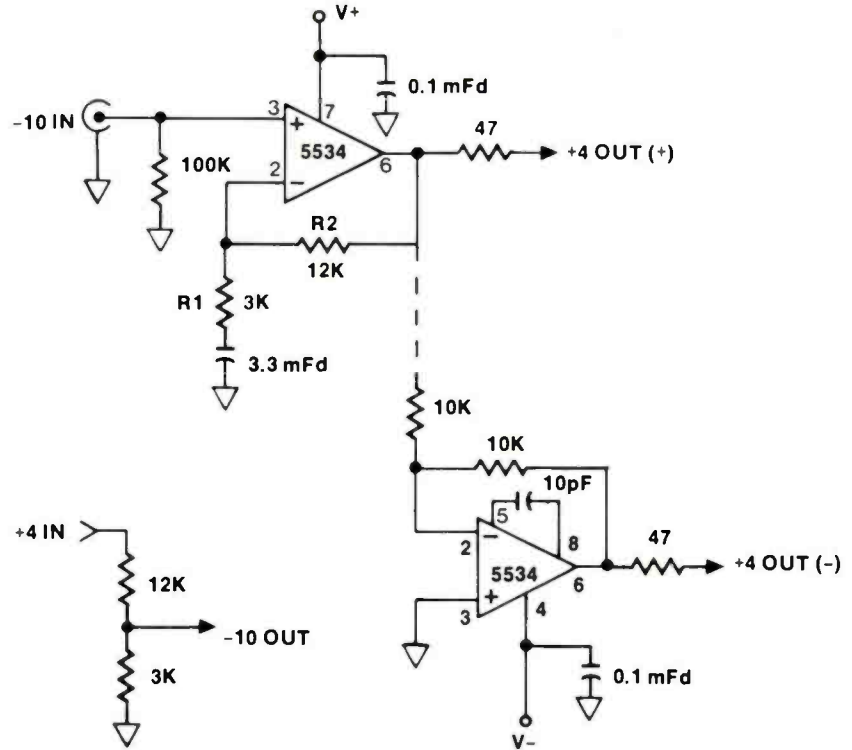 V+
0.1 mFd
-10 IN
3
7
+
5534
47
+4 OUT (+)
100K
2
−
6
R2
12K
R1
3K
3.3 mFd
10K
10K
10pF
5
8
+4 IN
2
−
47
+4 OUT (-)
12K
5534
6
+
4
3
-10 OUT
3K
0.1 mFd
V-